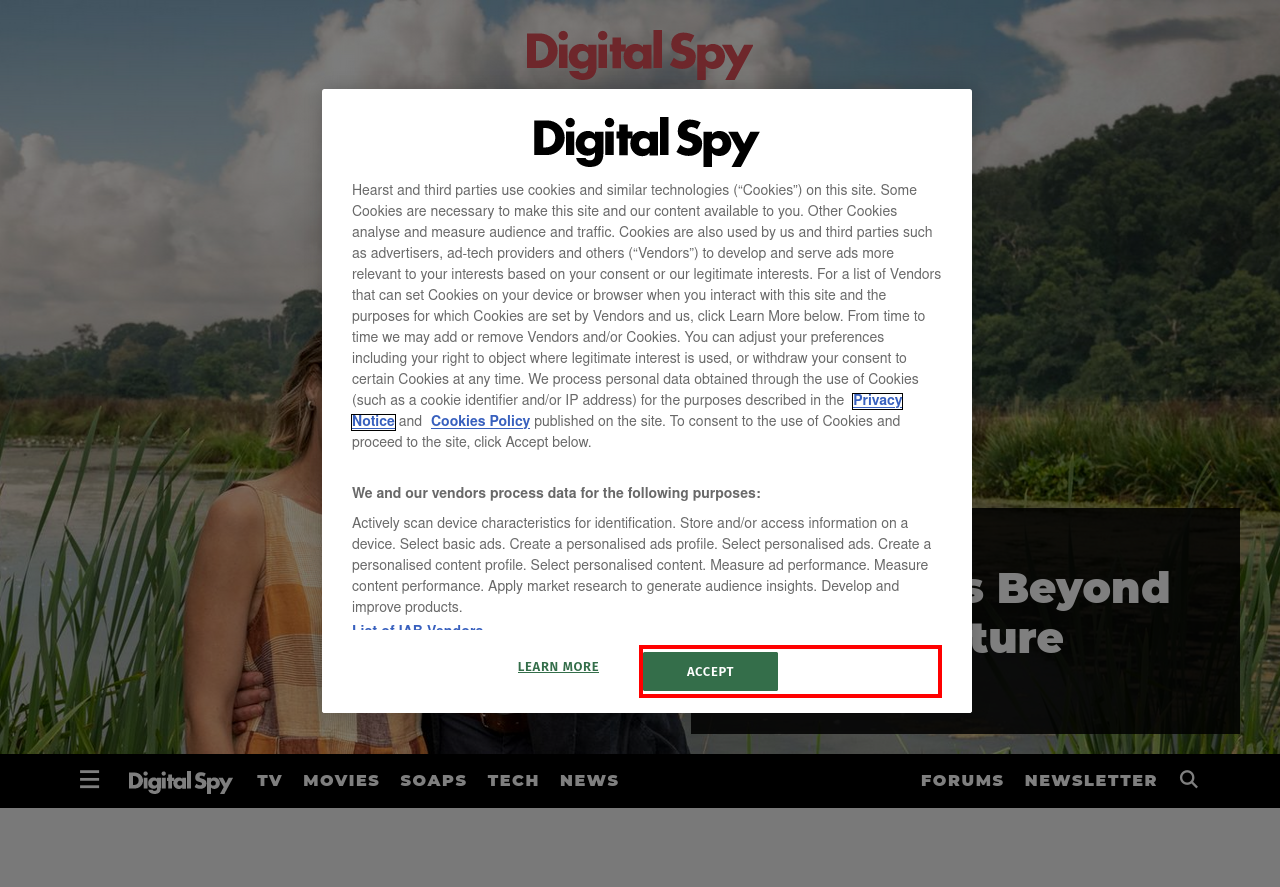 Digital Spy
Digital Spy
Hearst and third parties use cookies and similar technologies (“Cookies”) on this site. Some
Cookies are necessary to make this site and our content available to you. Other Cookies
analyse and measure audience and traffic. Cookies are also used by us and third parties such
as advertisers, ad-tech providers and others (“Vendors”) to develop and serve ads more
relevant to your interests based on your consent or our legitimate interests. For a list of Vendors
that can set Cookies on your device or browser when you interact with this site and the
purposes for which Cookies are set by Vendors and us, click Learn More below. From time to
time we may add or remove Vendors and/or Cookies. You can adjust your preferences
including your right to object where legitimate interest is used, or withdraw your consent to
certain Cookies at any time. We process personal data obtained through the use of Cookies
(such as a cookie identifier and/or IP address) for the purposes described in the Privacy
Notice and Cookies Policy published on the site. To consent to the use of Cookies and
proceed to the site, click Accept below.
We and our vendors process data for the following purposes:
Actively scan device characteristics for identification. Store and/or access information on a
device. Select basic ads. Create a personalised ads profile. Select personalised ads. Create a
personalised content profile. Select personalised content. Measure ad performance. Measure
content performance. Apply market research to generate audience insights. Develop and
improve products.
List of IAB Vendors
s Beyond
ture
LEARN MORE ACCEPT
Digital Spy TV MOVIES SOAPS TECH NEWS FORUMS NEWSLETTER